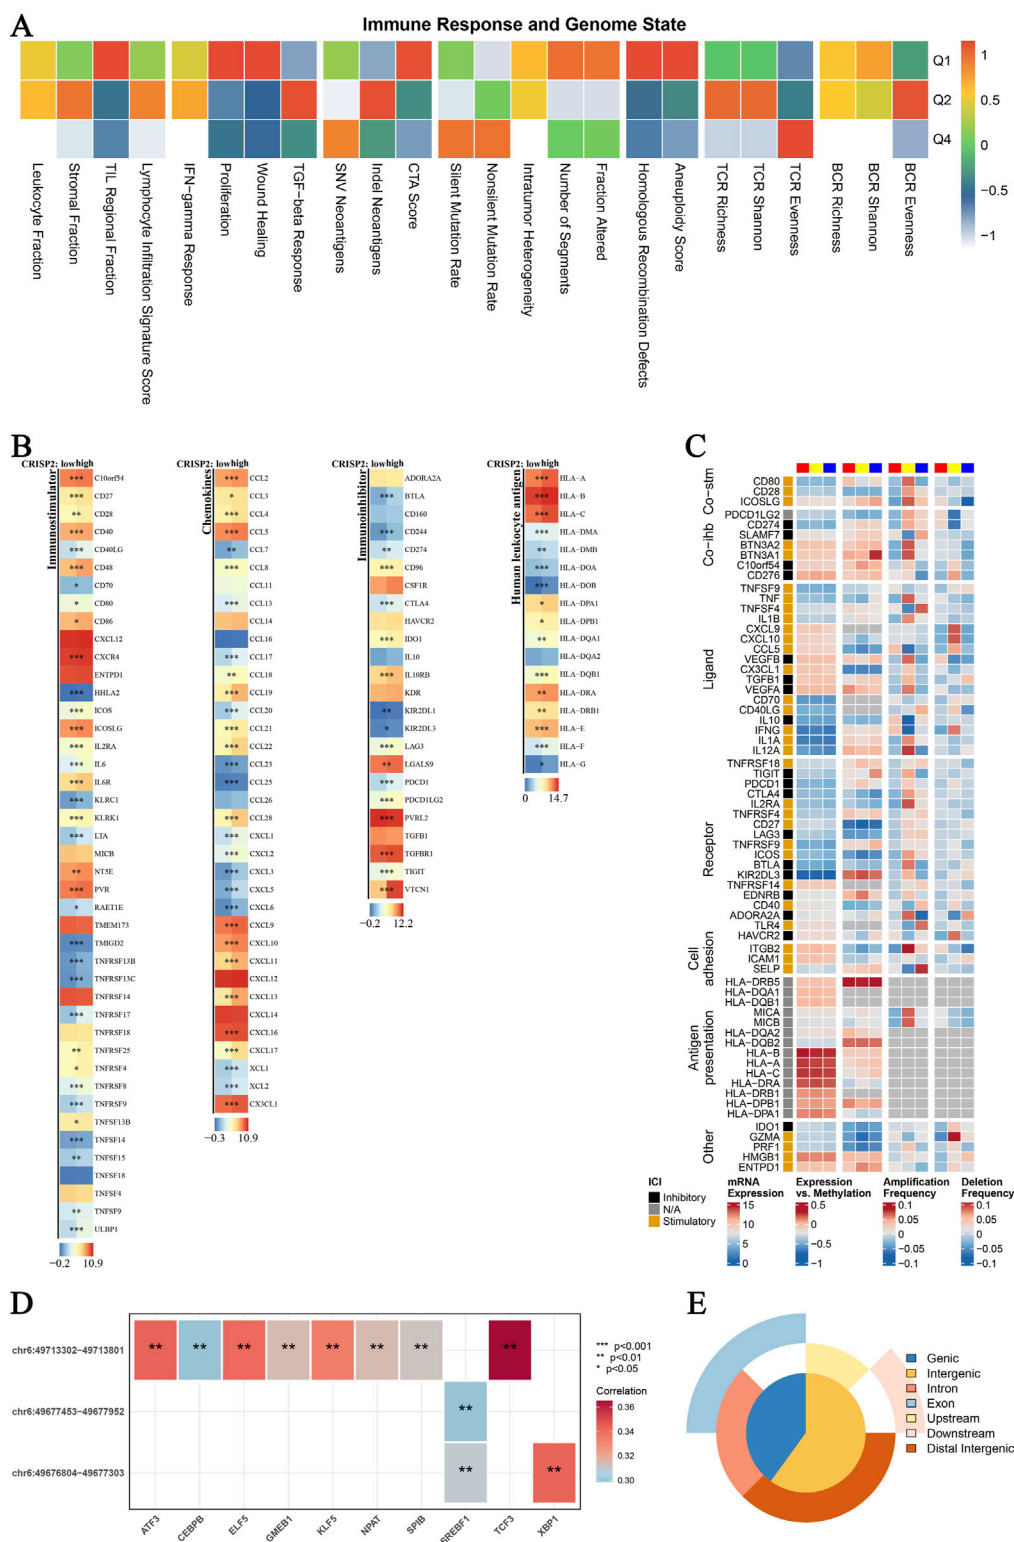 A
Immune Response and Genome State
Q1
Q2
Q4
1
0.5
0
−0.5
−1
Leukocyte Fraction
Stromal Fraction
TIL Regional Fraction
Lymphocyte Infiltration Signature Score
IFN−gamma Response
Proliferation
Wound Healing
TGF−beta Response
SNV Neoantigens
Indel Neoantigens
CTA Score
Silent Mutation Rate
Nonsilent Mutation Rate
Intratumor Heterogeneity
Number of Segments
Fraction Altered
Homologous Recombination Defects
Aneuploidy Score
TCR Richness
TCR Shannon
TCR Evenness
BCR Richness
BCR Shannon
BCR Evenness
B
CRISP2: low high
Immunostimulator
*** C10orf54
*** CD27
** CD28
*** CD40
*** CD40LG
*** CD48
* CD70
* CD80
* CD86
CXCL12
*** CXCR4
ENTPD1
*** HHLA2
*** ICOS
*** ICOSLG
*** IL2RA
*** IL6
*** IL6R
*** KLRC1
*** KLRK1
*** LTA
MICB
** NT5E
*** PVR
* RAET1E
TMEM173
*** TMIGD2
*** TNFRSF13B
*** TNFRSF13C
TNFRSF14
*** TNFRSF17
TNFRSF18
** TNFRSF25
* TNFRSF4
*** TNFRSF8
*** TNFRSF9
* TNFSF13B
*** TNFSF14
** TNFSF15
TNFSF18
TNFSF4
** TNFSF9
*** ULBP1
−0.2 10.9
CRISP2: low high
Chemokines
*** CCL2
* CCL3
*** CCL4
*** CCL5
** CCL7
*** CCL8
CCL11
*** CCL13
CCL14
CCL16
*** CCL17
** CCL18
*** CCL19
*** CCL20
*** CCL21
*** CCL22
*** CCL23
*** CCL25
CCL26
*** CCL28
*** CXCL1
*** CXCL2
*** CXCL3
*** CXCL5
*** CXCL6
*** CXCL9
*** CXCL10
*** CXCL11
CXCL12
*** CXCL13
CXCL14
*** CXCL16
*** CXCL17
*** XCL1
*** XCL2
*** CX3CL1
−0.3 10.9
CRISP2: low high
Immunoinhibitor
ADORA2A
*** BTLA
CD160
*** CD244
** CD274
*** CD96
CSF1R
*** CTLA4
HAVCR2
*** IDO1
IL10
*** IL10RB
KDR
** KIR2DL1
* KIR2DL3
*** LAG3
** LGALS9
*** PDCD1
*** PDCD1LG2
*** PVRL2
TGFB1
*** TGFBR1
*** TIGIT
*** VTCN1
−0.2 12.2
CRISP2: low high
Human leukocyte antigen
*** HLA−A
*** HLA−B
*** HLA−C
*** HLA−DMA
** HLA−DMB
*** HLA−DOA
*** HLA−DOB
* HLA−DPA1
* HLA−DPB1
** HLA−DQA1
HLA−DQA2
*** HLA−DQB1
** HLA−DRA
** HLA−DRB1
*** HLA−E
*** HLA−F
* HLA−G
0 14.7
C
Co−stm
CD80
CD28
ICOSLG
Co−ihb
PDCD1LG2
CD274
SLAMF7
BTN3A2
BTN3A1
C10orf54
CD276
Ligand
TNFSF9
TNF
TNFSF4
IL1B
CXCL9
CXCL10
CCL5
VEGFB
CX3CL1
TGFB1
VEGFA
CD70
CD40LG
IL10
IFNG
IL1A
IL12A
Receptor
TNFRSF18
TIGIT
PDCD1
CTLA4
IL2RA
TNFRSF4
CD27
LAG3
TNFRSF9
ICOS
BTLA
KIR2DL3
TNFRSF14
EDNRB
CD40
ADORA2A
TLR4
HAVCR2
Cell adhesion
ITGB2
ICAM1
SELP
Antigen presentation
HLA−DRB5
HLA−DQA1
HLA−DQB1
MICA
MICB
HLA−DQA2
HLA−DQB2
HLA−B
HLA−A
HLA−C
HLA−DRA
HLA−DRB1
HLA−DPB1
HLA−DPA1
Other
IDO1
GZMA
PRF1
HMGB1
ENTPD1
ICI
Inhibitory
N/A
Stimulatory
mRNA Expression
15
10
5
0
Expression vs. Methylation
0.5
0
−0.5
−1
Amplification Frequency
0.1
0.05
0
−0.05
−0.1
Deletion Frequency
0.1
0.05
0
−0.05
−0.1
D
chr6:49713302−49713801
** ** ** ** ** ** ** **
chr6:49677453−49677952
**
chr6:49676804−49677303
** **
ATF3
CEBPB
ELF5
GMEB1
KLF5
NPAT
SPIB
SREBF1
TCF3
XBP1
*** p<0.001
** p<0.01
* p<0.05
Correlation
0.36
0.34
0.32
0.30
E
Genic
Intergenic
Intron
Exon
Upstream
Downstream
Distal Intergenic